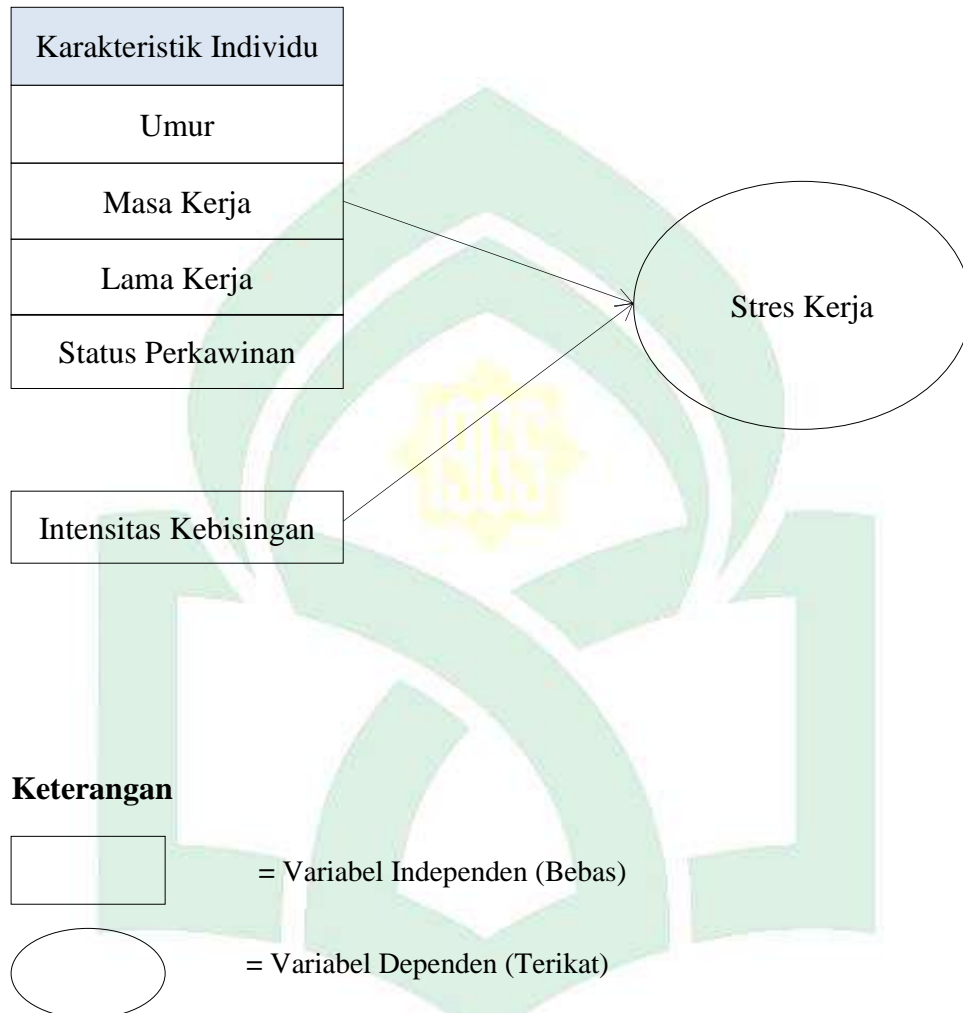 Karakteristik Individu
Umur
Masa Kerja
Lama Kerja
Status Perkawinan
Stres Kerja
Intensitas Kebisingan
Keterangan
= Variabel Independen (Bebas)
= Variabel Dependen (Terikat)